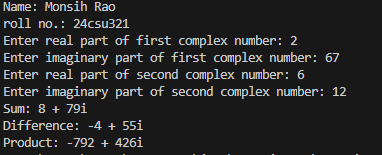 Name: Monsih Rao
roll no.: 24csu321
Enter real part of first complex number: 2
Enter imaginary part of first complex number: 67
Enter real part of second complex number: 6
Enter imaginary part of second complex number: 12
Sum: 8 + 79i
Difference: -4 + 55i
Product: -792 + 426i